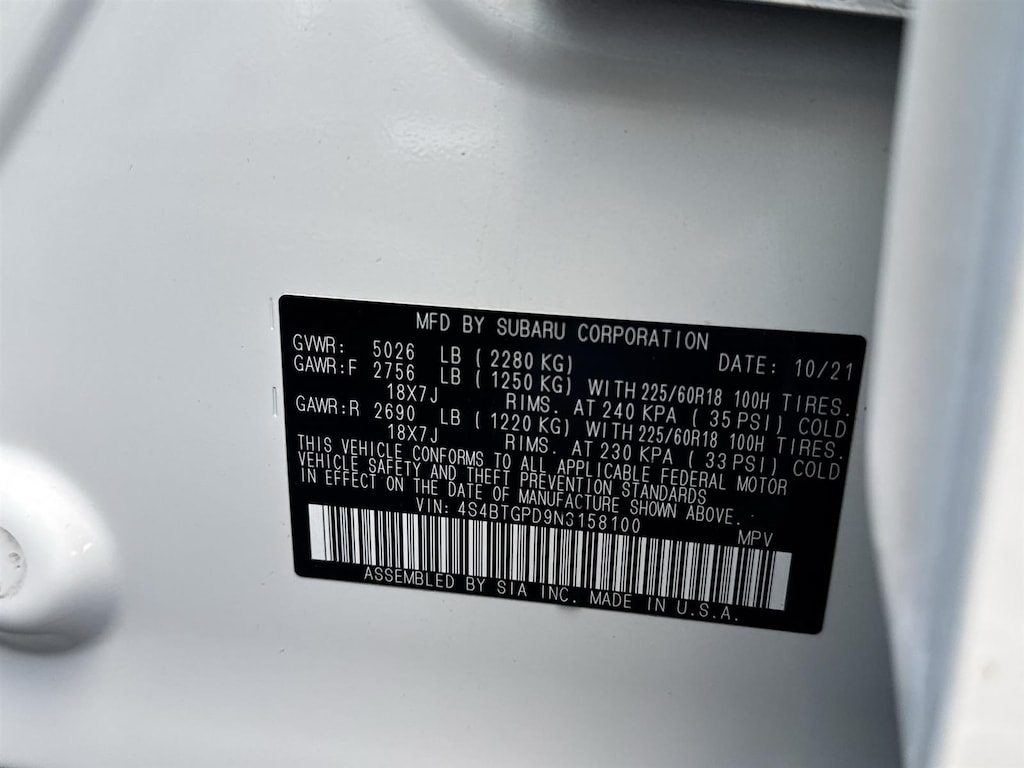 MFD BY SUBARU CORPORATION
GVWR: 5026 LB ( 2280 KG) DATE: 10/21
GAWR:F 2756 LB ( 1250 KG) WITH 225/60R18 100H TIRES.
18X7J RIMS. AT 240 KPA ( 35 PSI) COLD
GAWR:R 2690 LB ( 1220 KG) WITH 225/60R18 100H TIRES.
18X7J RIMS. AT 230 KPA ( 33 PSI) COLD
THIS VEHICLE CONFORMS TO ALL APPLICABLE FEDERAL MOTOR
VEHICLE SAFETY AND THEFT PREVENTION STANDARDS
IN EFFECT ON THE DATE OF MANUFACTURE SHOWN ABOVE.
VIN: 4S4BTGPD9N3158100 MPV
ASSEMBLED BY SIA INC. MADE IN U.S.A.